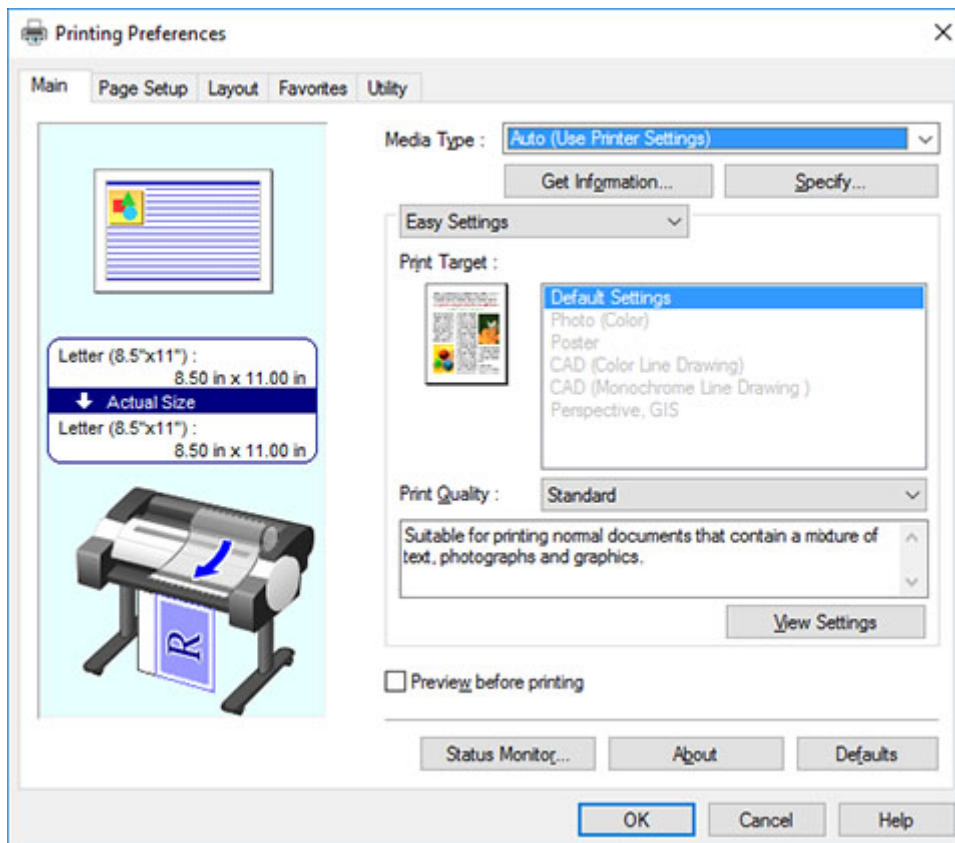 Printing Preferences
Main
Page Setup
Layout
Favorites
Utility
Letter (8.5"x11") :
8.50 in x 11.00 in
Actual Size
Letter (8.5"x11") :
8.50 in x 11.00 in
R
Media Type :
Auto (Use Printer Settings)
Get Information...
Specify...
Easy Settings
Print Target :
Default Settings
Photo (Color)
Poster
CAD (Color Line Drawing)
CAD (Monochrome Line Drawing )
Perspective, GIS
Print Quality :
Standard
Suitable for printing normal documents that contain a mixture of
text, photographs and graphics.
View Settings
Preview before printing
Status Monitor...
About
Defaults
OK
Cancel
Help